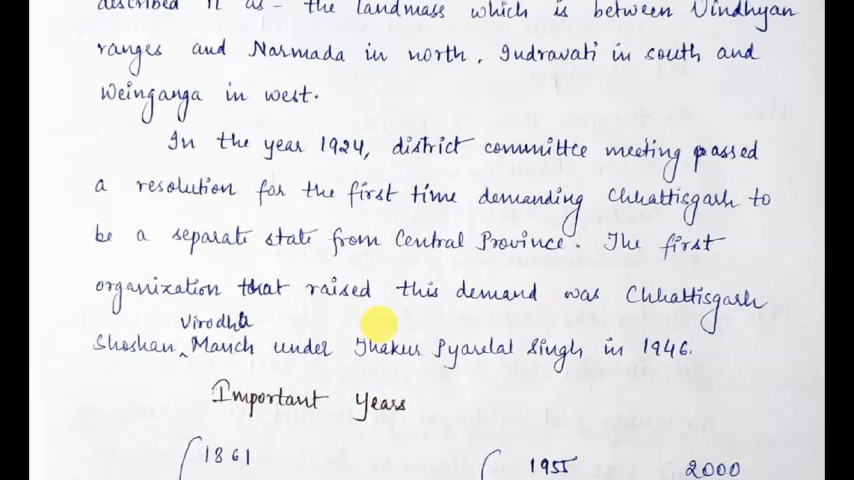 described it as - the landmass which is between Vindhyan
ranges and Narmada in north, Indravati in south and
Weinganga in west.
In the year 1924, district committee meeting passed
a resolution for the first time demanding Chhattisgarh to
be a separate state from Central Province. The first
organization that raised this demand was Chhattisgarh
Shoshan Virodha Manch under Thakur Pyarelal Singh in 1946.
Important Years
1861 1955 2000